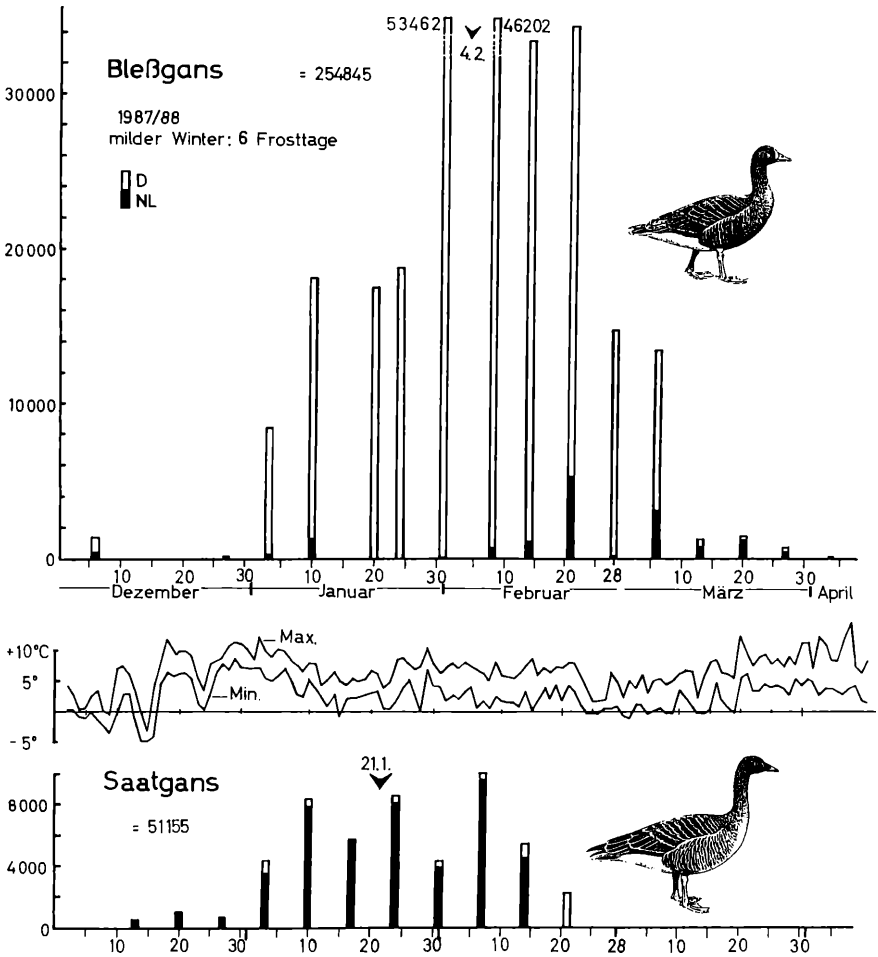 53462 46202
4.2.
Bleßgans = 254845
30000
1987/88
milder Winter: 6 Frosttage
D
NL
20000
10000
0
10 20 30 10 20 30 10 20 28 10 20 30
Dezember Januar Februar März April
+10°C
5°
-5°
Max.
Min.
Saatgans
21.1.
= 51155
8000
4000
0
10 20 30 10 20 30 10 20 28 10 20 30